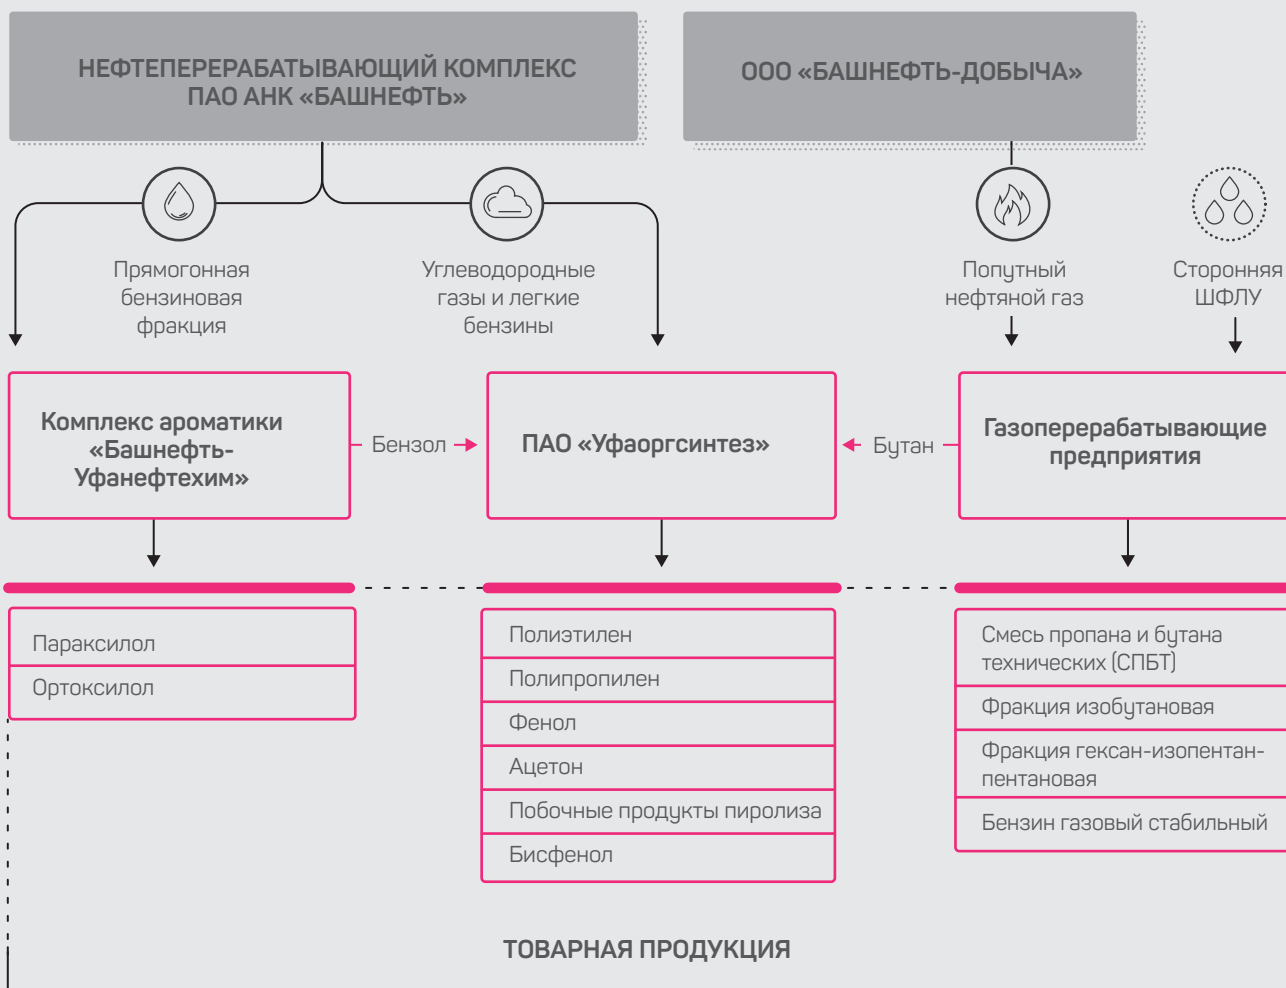 НЕФТЕПЕРЕРАБАТЫВАЮЩИЙ КОМПЛЕКС
ПАО АНК «БАШНЕФТЬ»
ООО «БАШНЕФТЬ-ДОБЫЧА»
Прямогонная
бензиновая
фракция
Углеводородные
газы и легкие
бензины
Попутный
нефтяной газ
Сторонняя
ШФЛУ
Комплекс ароматики
«Башнефть-
Уфанефтехим»
Бензол
ПАО «Уфаоргсинтез»
Бутан
Газоперерабатывающие
предприятия
Параксилол
Ортоксилол
Полиэтилен
Полипропилен
Фенол
Ацетон
Побочные продукты пиролиза
Бисфенол
Смесь пропана и бутана
технических (СПБТ)
Фракция изобутановая
Фракция гексан-изопентан-
пентановая
Бензин газовый стабильный
ТОВАРНАЯ ПРОДУКЦИЯ